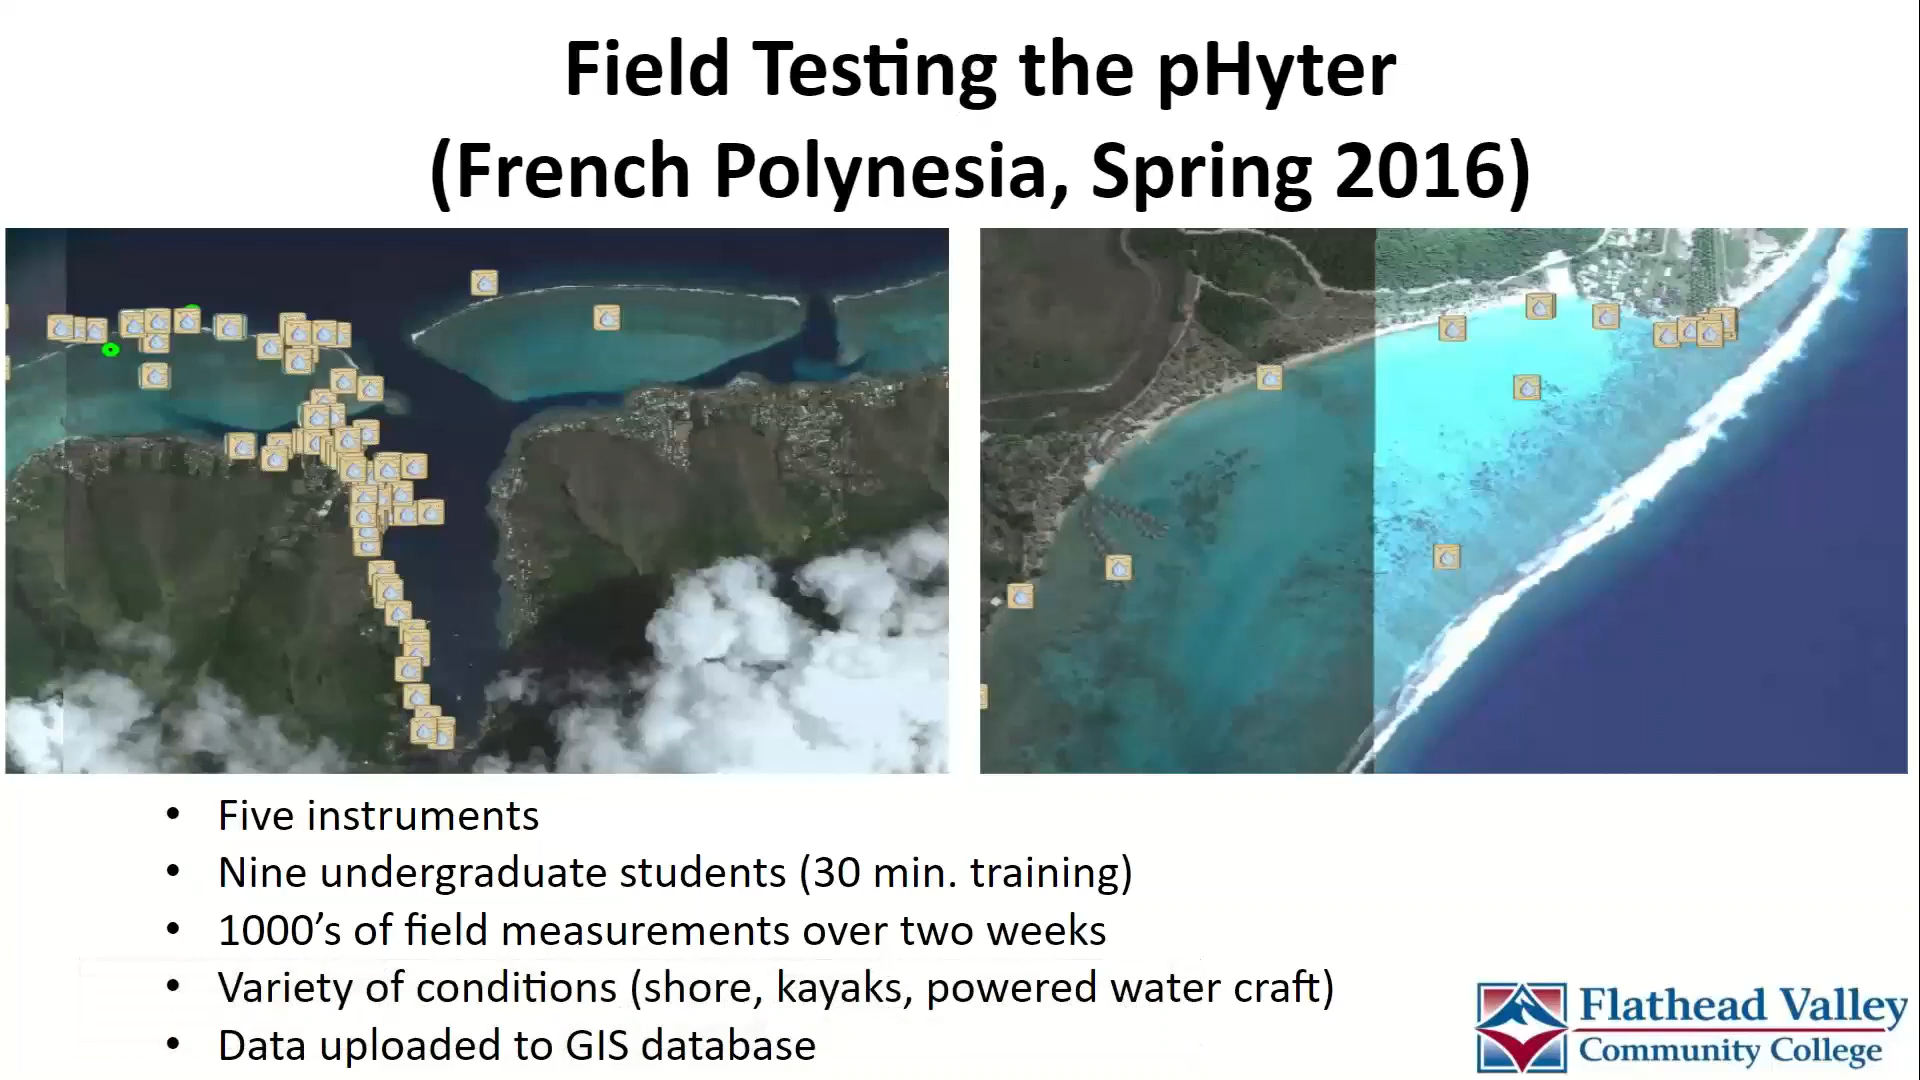 Field Testing the pHyter
(French Polynesia, Spring 2016)
• Five instruments
• Nine undergraduate students (30 min. training)
• 1000’s of field measurements over two weeks
• Variety of conditions (shore, kayaks, powered water craft)
• Data uploaded to GIS database
Flathead Valley
Community College